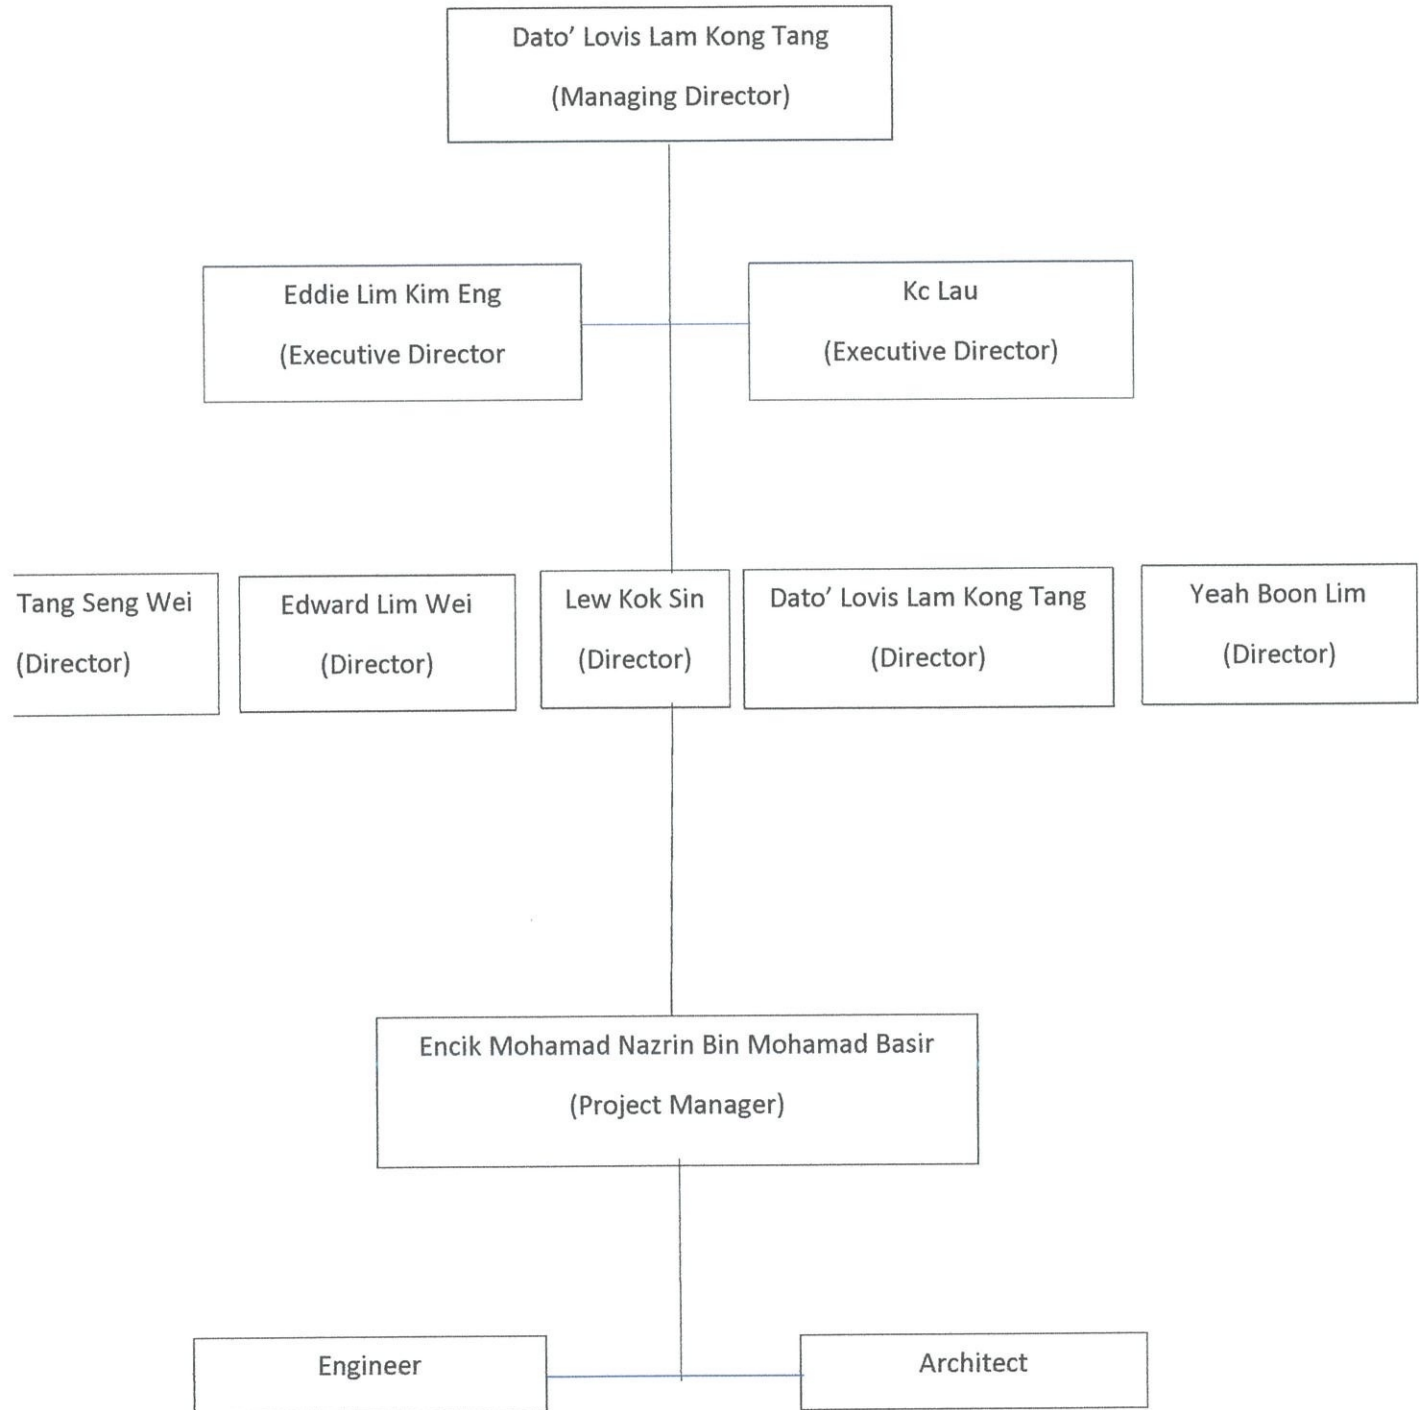 Dato’ Lovis Lam Kong Tang
(Managing Director)
Eddie Lim Kim Eng
(Executive Director
Kc Lau
(Executive Director)
Tang Seng Wei
(Director)
Edward Lim Wei
(Director)
Lew Kok Sin
(Director)
Dato’ Lovis Lam Kong Tang
(Director)
Yeah Boon Lim
(Director)
Encik Mohamad Nazrin Bin Mohamad Basir
(Project Manager)
Engineer
Architect